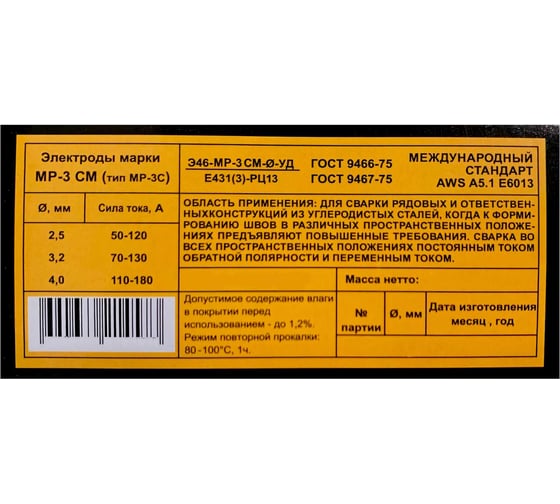 Электроды марки
МР-3 СМ (тип МР-3С)
Ø, мм Сила тока, А
2,5 50-120
3,2 70-130
4,0 110-180
Э46-МР-3 СМ-Ø-УД
Е431(3)-РЦ13
ГОСТ 9466-75
ГОСТ 9467-75
МЕЖДУНАРОДНЫЙ
СТАНДАРТ
AWS A5.1 E6013
ОБЛАСТЬ ПРИМЕНЕНИЯ: ДЛЯ СВАРКИ РЯДОВЫХ И ОТВЕТСТВЕН-
НЫХКОНСТРУКЦИЙ ИЗ УГЛЕРОДИСТЫХ СТАЛЕЙ, КОГДА К ФОРМИ-
РОВАНИЮ ШВОВ В РАЗЛИЧНЫХ ПРОСТРАНСТВЕННЫХ ПОЛОЖЕ-
НИЯХ ПРЕДЪЯВЛЯЮТ ПОВЫШЕННЫЕ ТРЕБОВАНИЯ. СВАРКА ВО
ВСЕХ ПРОСТРАНСТВЕННЫХ ПОЛОЖЕНИЯХ ПОСТОЯННЫМ ТОКОМ
ОБРАТНОЙ ПОЛЯРНОСТИ И ПЕРЕМЕННЫМ ТОКОМ.
Допустимое содержание влаги
в покрытии перед
использованием - до 1,2%.
Режим повторной прокалки:
80-100°С, 1ч.
Масса нетто:
№
партии
Ø, мм
Дата изготовления
месяц , год